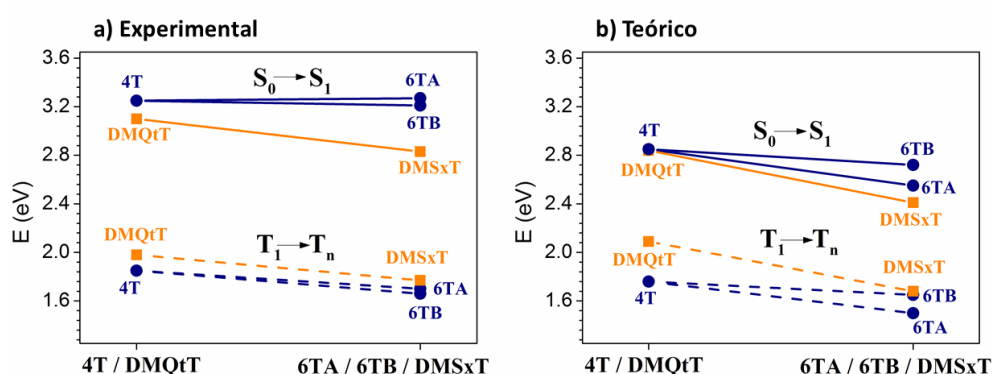 a) Experimental
E (eV)
3.6
3.2
2.8
2.4
2.0
1.6
4T
DMQtT
S0→S1
6TA
6TB
DMSxT
DMQtT
4T
T1→Tn
DMSxT
6TA
6TB
4T / DMQtT
6TA / 6TB / DMSxT
b) Teórico
E (eV)
3.6
3.2
2.8
2.4
2.0
1.6
4T
DMQtT
S0→S1
6TB
6TA
DMSxT
DMQtT
4T
T1→Tn
DMSxT
6TB
6TA
4T / DMQtT
6TA / 6TB / DMSxT